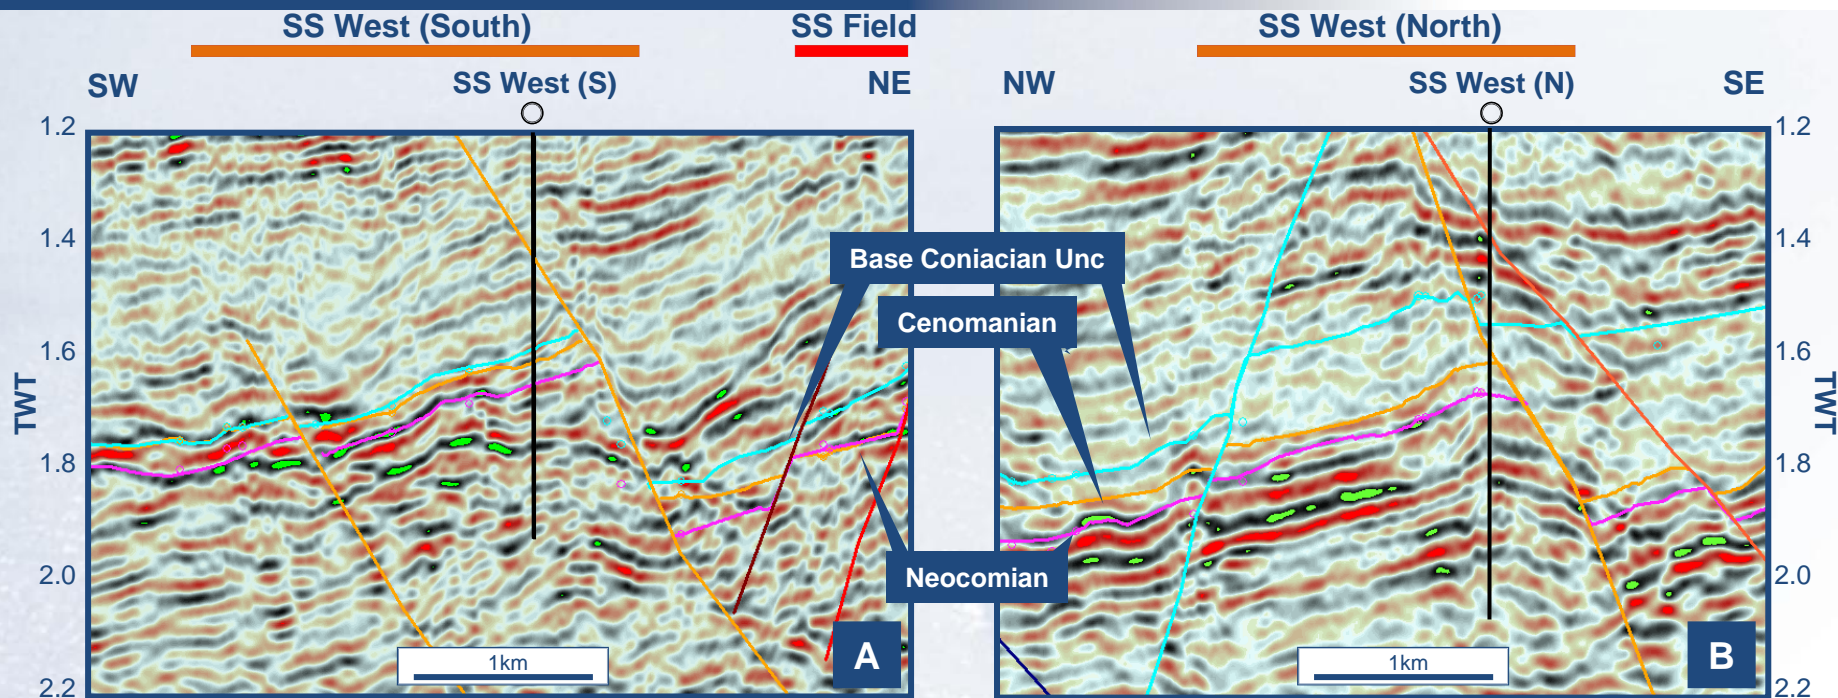 SS West (South)
SS Field
SS West (North)
SW
SS West (S)
NE
NW
SS West (N)
SE
1.2
1.4
1.6
1.8
2.0
2.2
TWT
Base Coniacian Unc
Cenomanian
Neocomian
1km
A
1km
B
1.2
1.4
1.6
1.8
2.0
2.2
TWT